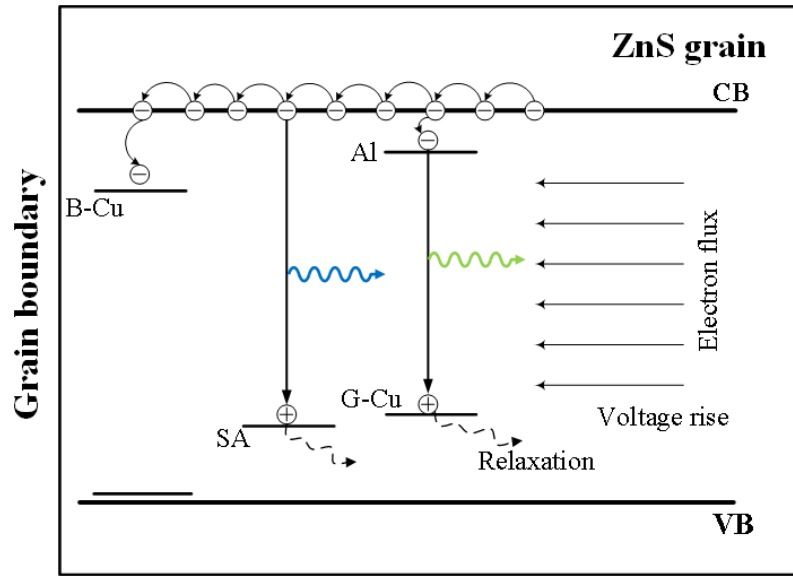 ZnS grain
CB
Al
B-Cu
Grain boundary
Electron flux
G-Cu
SA
Voltage rise
Relaxation
VB